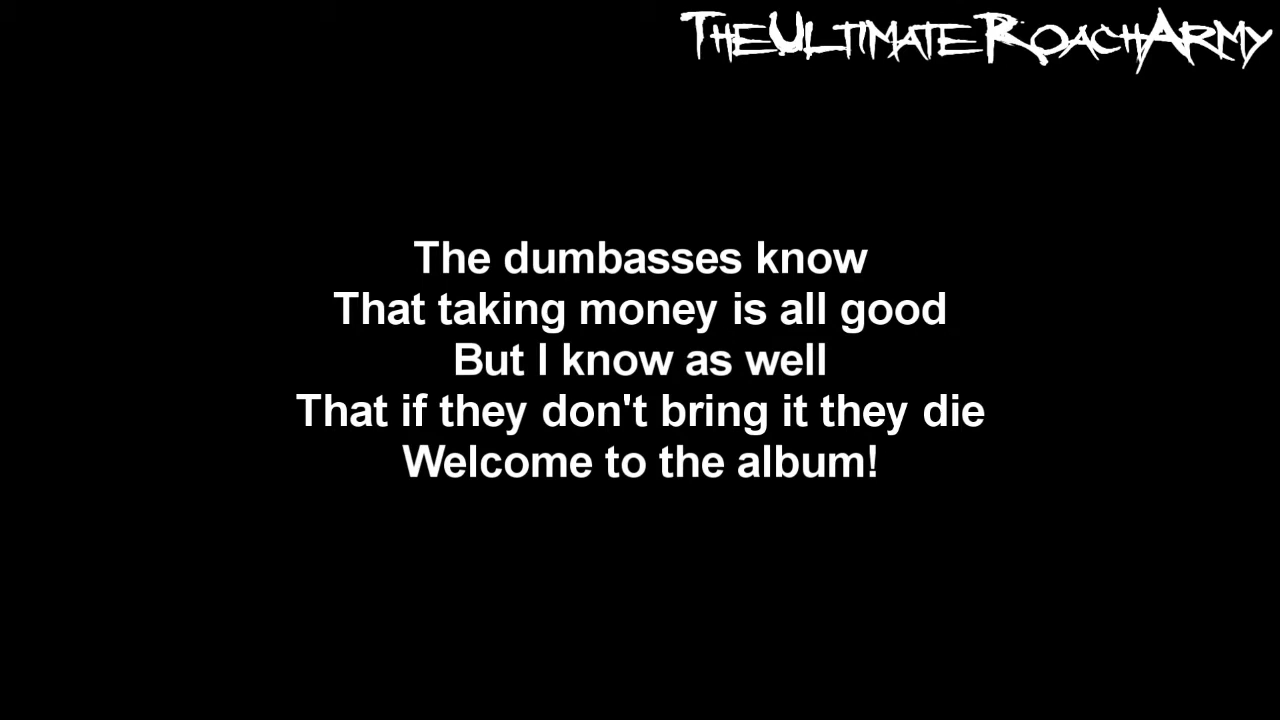 TheUltimateRoachArmy
The dumbasses know
That taking money is all good
But I know as well
That if they don't bring it they die
Welcome to the album!